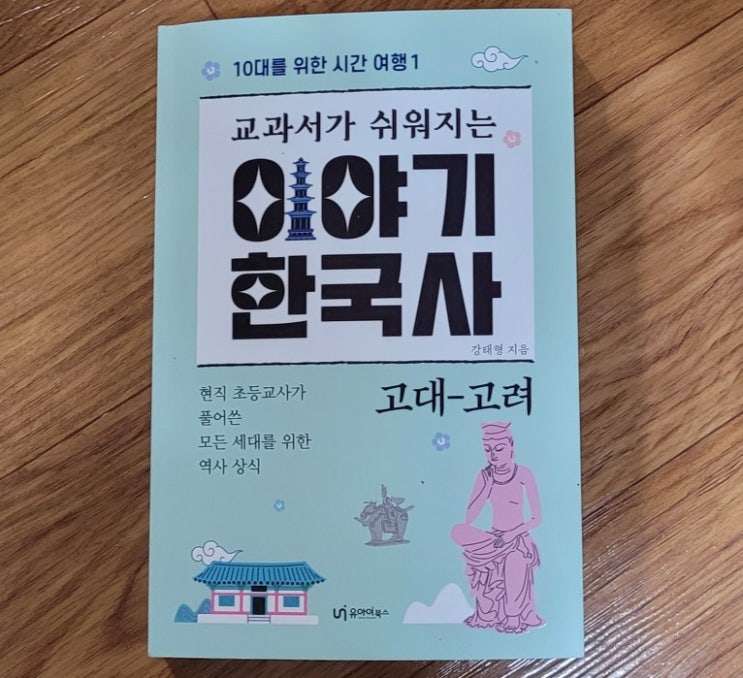 10대를 위한 시간 여행 1
교과서가 쉬워지는
이야기
한국사
강태형 지음
고대-고려
현직 초등교사가
풀어쓴
모든 세대를 위한
역사 상식
유아이북스